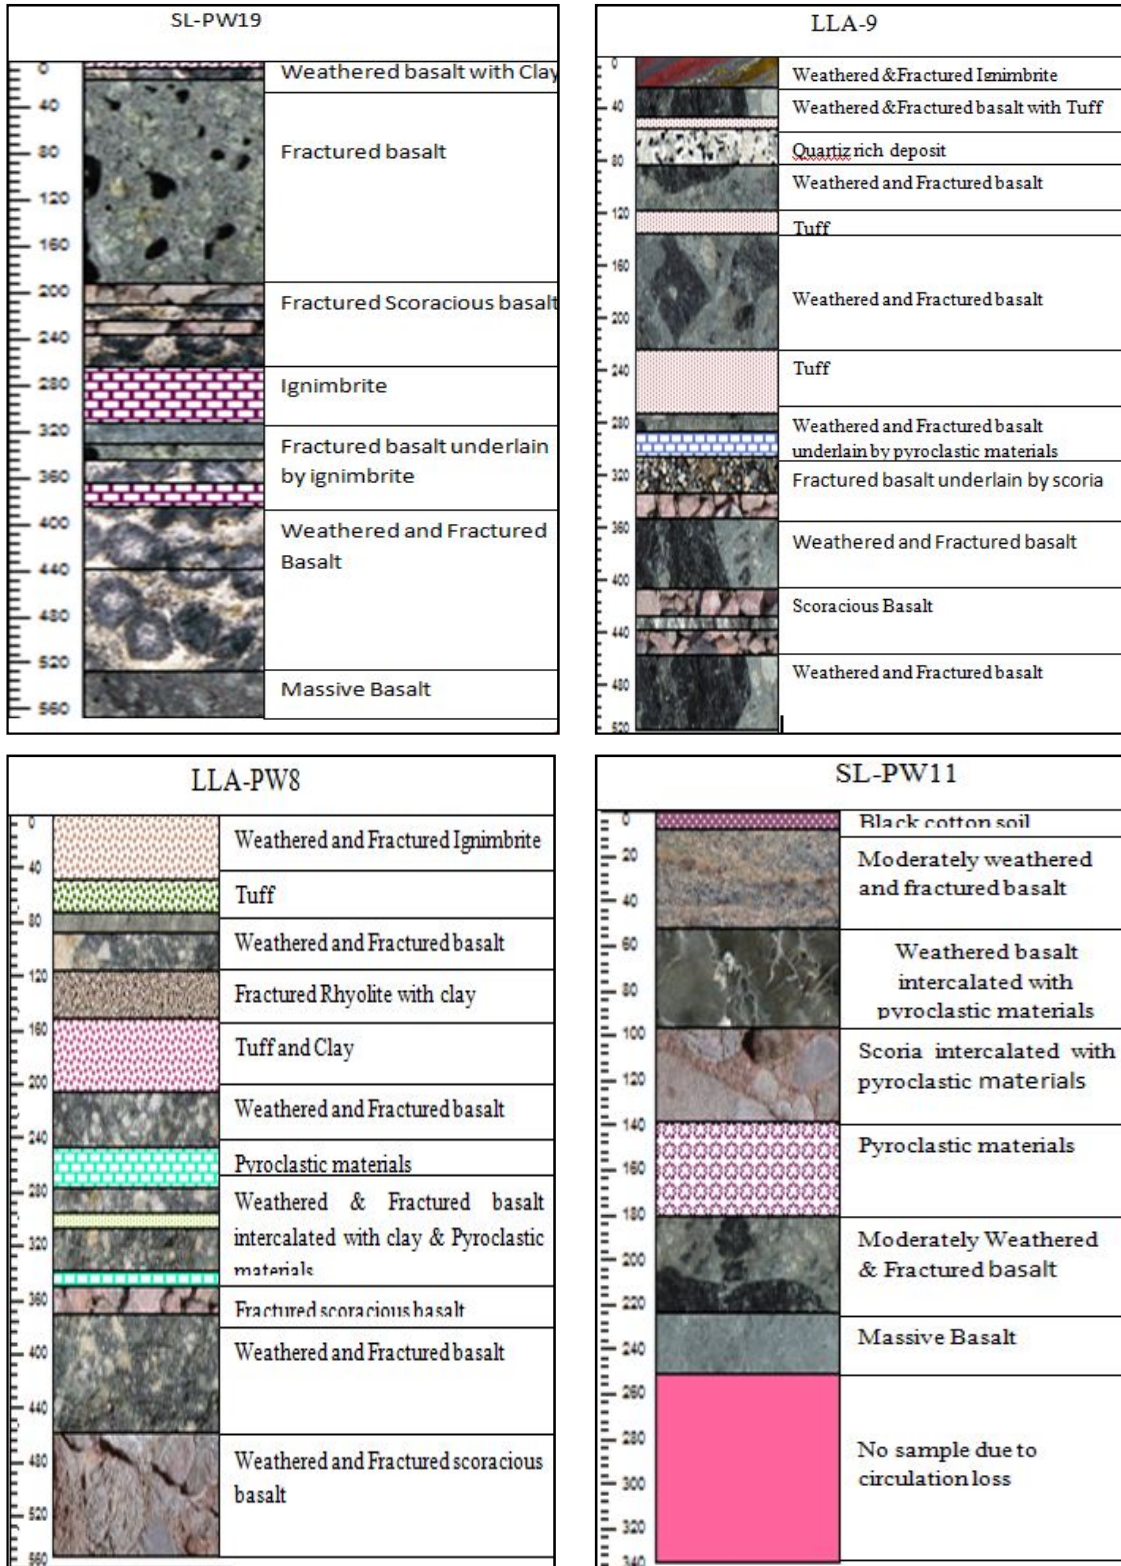 SL-PW19
0
40
80
120
160
200
240
280
320
360
400
440
480
520
560
Weathered basalt with Clay
Fractured basalt
Fractured Scoracious basalt
Ignimbrite
Fractured basalt underlain
by ignimbrite
Weathered and Fractured
Basalt
Massive Basalt
LLA-9
0
40
80
120
160
200
240
280
320
360
400
440
480
520
Weathered &Fractured Ignimbrite
Weathered &Fractured basalt with Tuff
Quartiz rich deposit
Weathered and Fractured basalt
Tuff
Weathered and Fractured basalt
Tuff
Weathered and Fractured basalt
underlain by pyroclastic materials
Fractured basalt underlain by scoria
Weathered and Fractured basalt
Scoracious Basalt
Weathered and Fractured basalt
LLA-PW8
0
40
80
120
160
200
240
280
320
360
400
440
480
520
560
Weathered and Fractured Ignimbrite
Tuff
Weathered and Fractured basalt
Fractured Rhyolite with clay
Tuff and Clay
Weathered and Fractured basalt
Pyroclastic materials
Weathered & Fractured basalt
intercalated with clay & Pyroclastic
materials
Fractured scoracious basalt
Weathered and Fractured basalt
Weathered and Fractured scoracious
basalt
SL-PW11
0
20
40
60
80
100
120
140
160
180
200
220
240
260
280
300
320
340
Black cotton soil
Moderately weathered
and fractured basalt
Weathered basalt
intercalated with
pyroclastic materials
Scoria intercalated with
pyroclastic materials
Pyroclastic materials
Moderately Weathered
& Fractured basalt
Massive Basalt
No sample due to
circulation loss